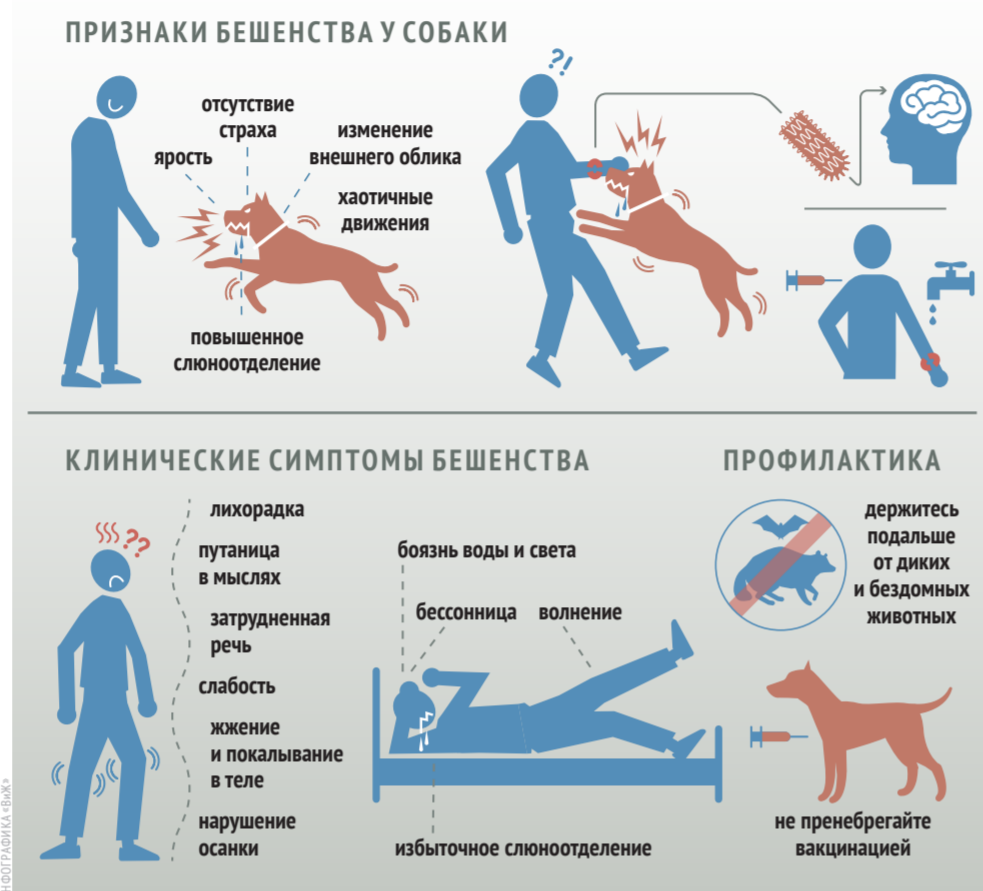 ПРИЗНАКИ БЕШЕНСТВА У СОБАКИ
?!
отсутствие
страха
ярость
изменение
внешнего облика
хаотичные
движения
повышенное
слюноотделение
КЛИНИЧЕСКИЕ СИМПТОМЫ БЕШЕНСТВА
??
лихорадка
путаница
в мыслях
затрудненная
речь
слабость
жжение
и покалывание
в теле
нарушение
осанки
боязнь воды и света
бессонница
волнение
избыточное слюноотделение
ПРОФИЛАКТИКА
держитесь
подальше
от диких
и бездомных
животных
не пренебрегайте
вакцинацией
НФОГРАФИКА «ВиЖ»